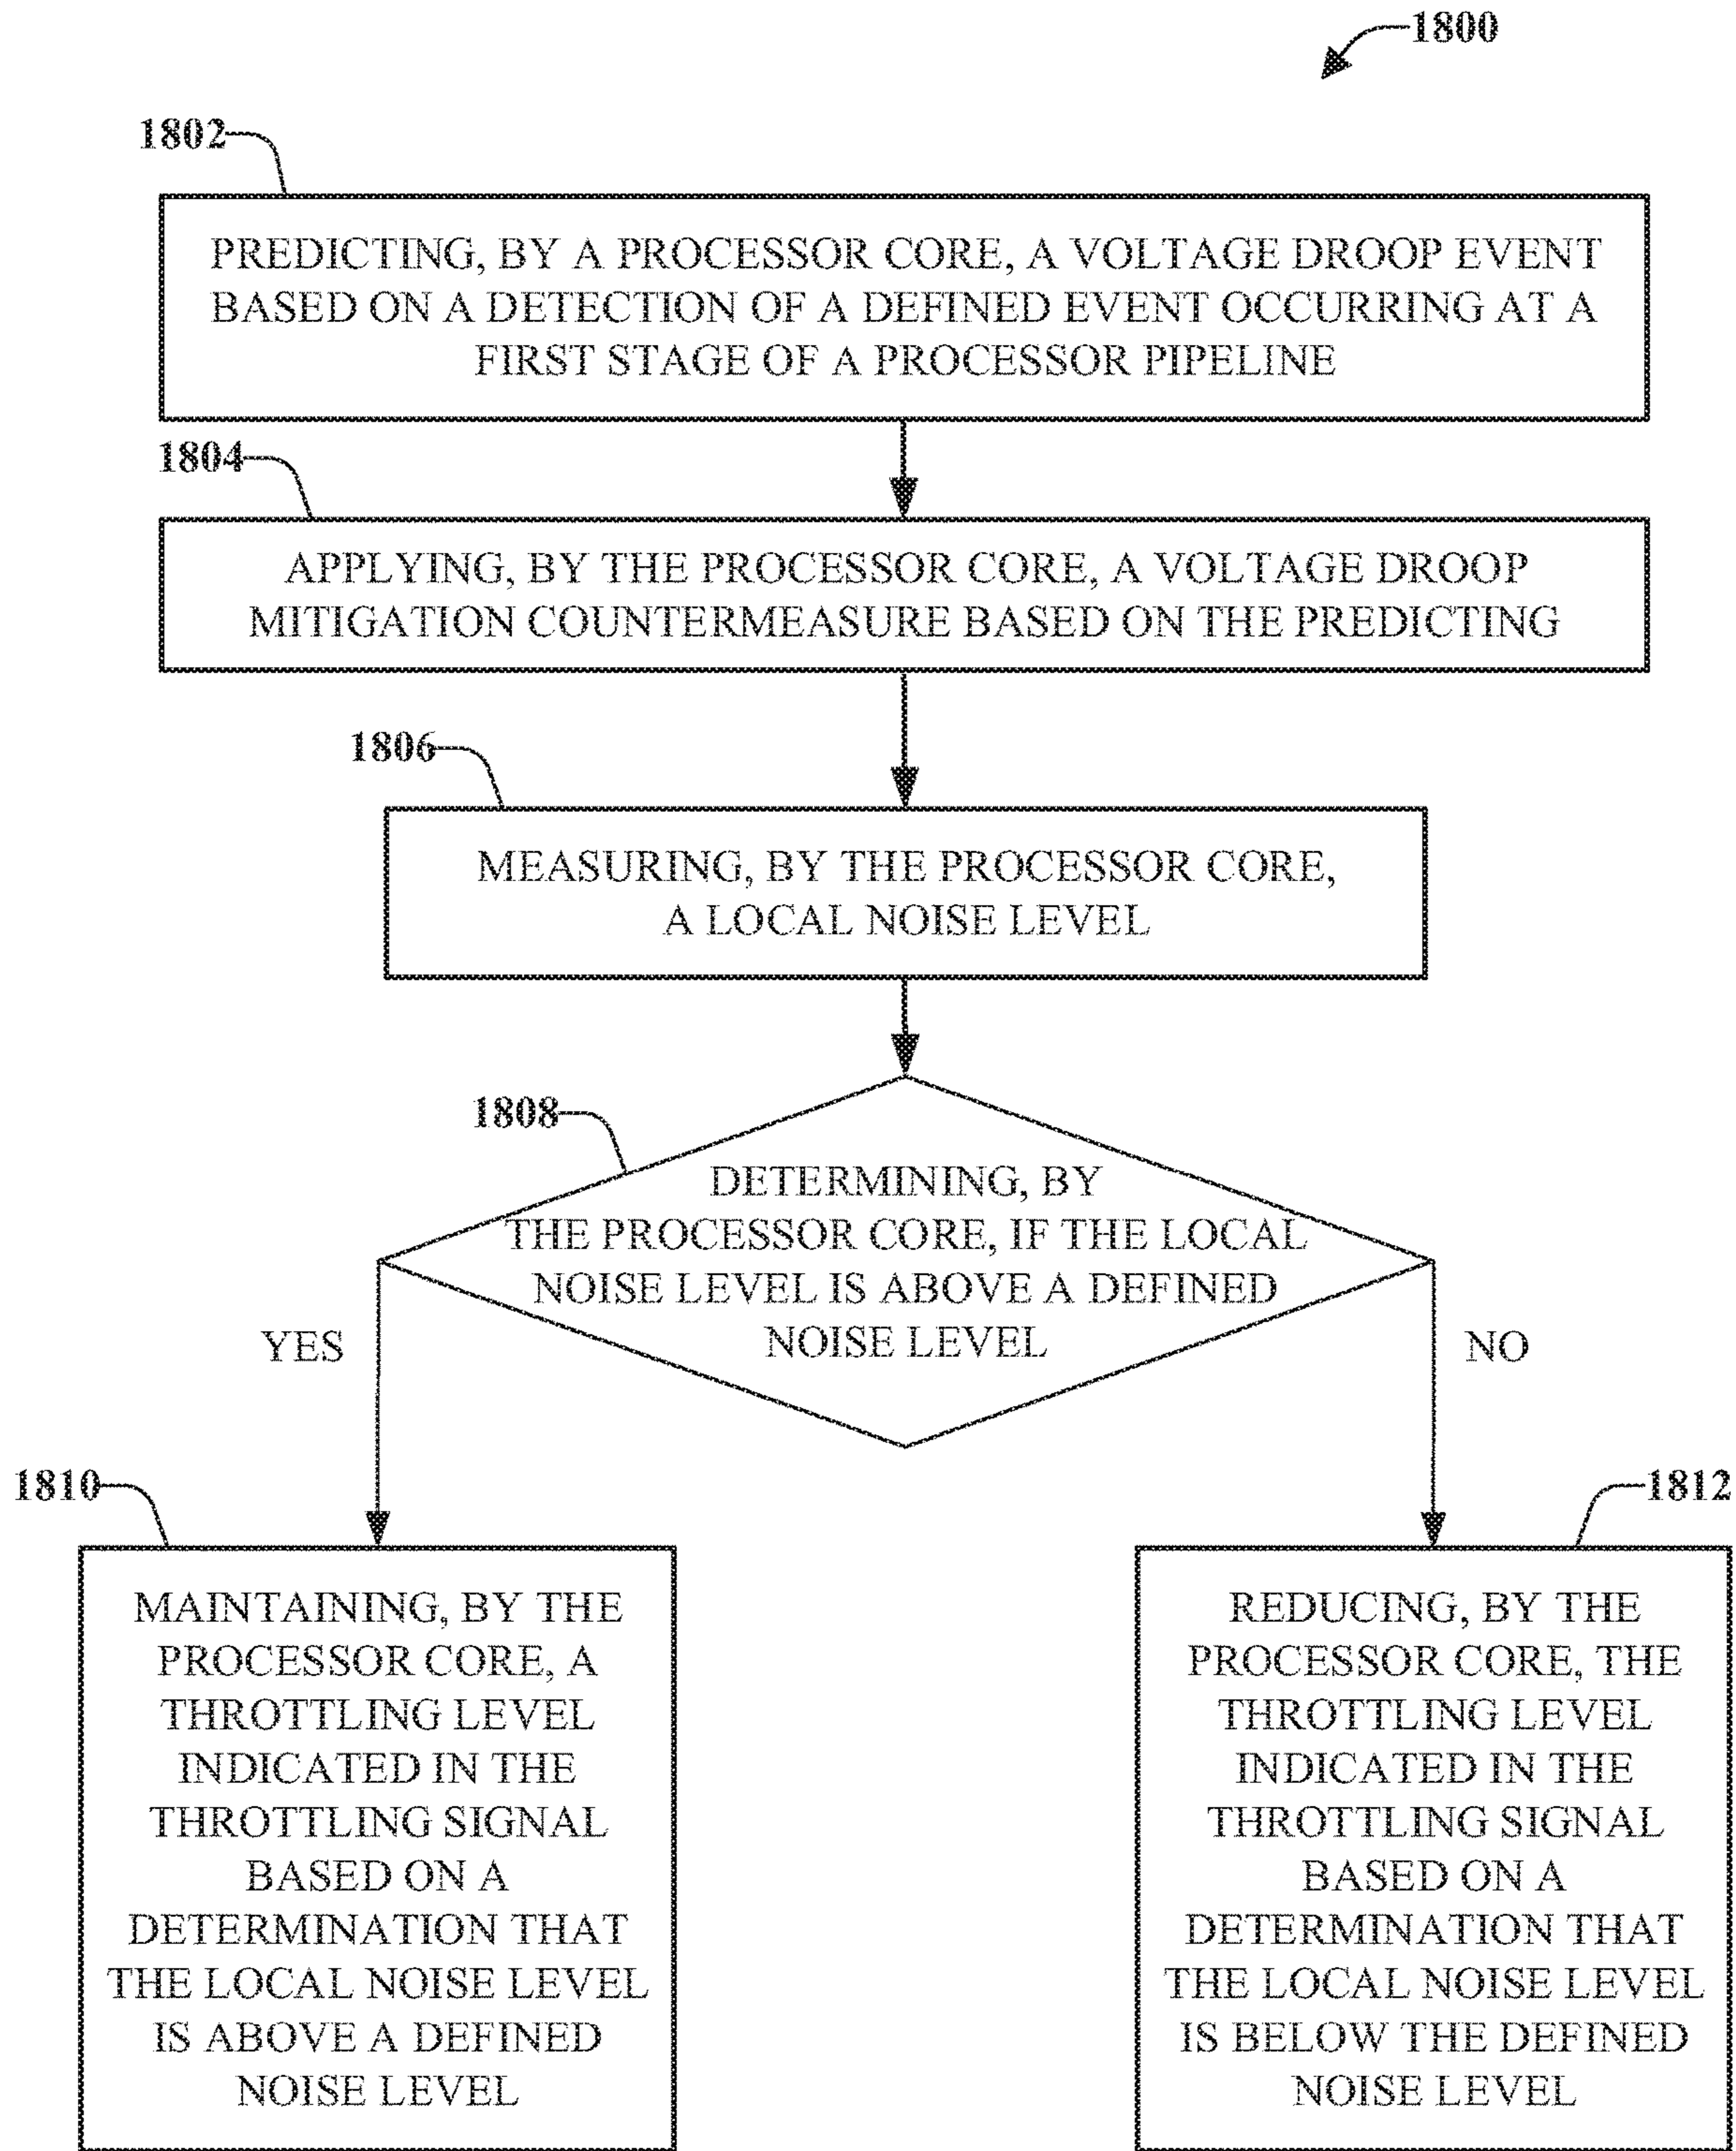 1800
1802
PREDICTING, BY A PROCESSOR CORE, A VOLTAGE DROOP EVENT
BASED ON A DETECTION OF A DEFINED EVENT OCCURRING AT A
FIRST STAGE OF A PROCESSOR PIPELINE
1804
APPLYING, BY THE PROCESSOR CORE, A VOLTAGE DROOP
MITIGATION COUNTERMEASURE BASED ON THE PREDICTING
1806
MEASURING, BY THE PROCESSOR CORE,
A LOCAL NOISE LEVEL
1808
DETERMINING, BY
THE PROCESSOR CORE, IF THE LOCAL
NOISE LEVEL IS ABOVE A DEFINED
NOISE LEVEL
YES
NO
1810
MAINTAINING, BY THE
PROCESSOR CORE, A
THROTTLING LEVEL
INDICATED IN THE
THROTTLING SIGNAL
BASED ON A
DETERMINATION THAT
THE LOCAL NOISE LEVEL
IS ABOVE A DEFINED
NOISE LEVEL
1812
REDUCING, BY THE
PROCESSOR CORE, THE
THROTTLING LEVEL
INDICATED IN THE
THROTTLING SIGNAL
BASED ON A
DETERMINATION THAT
THE LOCAL NOISE LEVEL
IS BELOW THE DEFINED
NOISE LEVEL